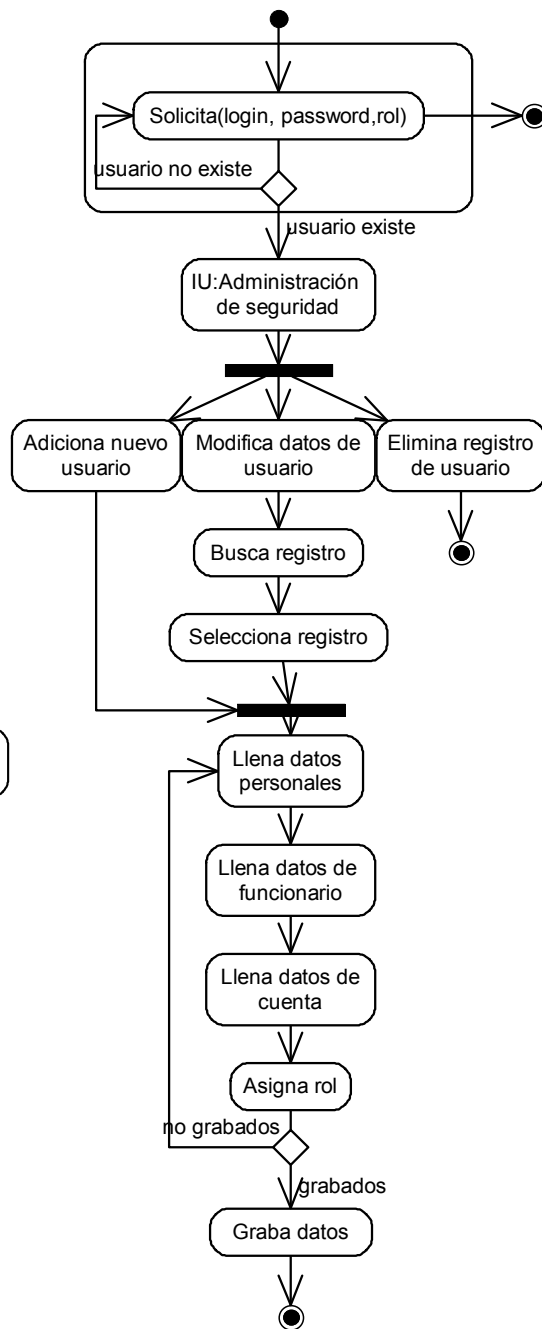 Solicita(login, password,rol)
usuario no existe
usuario existe
IU:Administración
de seguridad
Adiciona nuevo
usuario
Modifica datos de
usuario
Elimina registro
de usuario
Busca registro
Selecciona registro
Llena datos
personales
Llena datos de
funcionario
Llena datos de
cuenta
Asigna rol
no grabados
grabados
Graba datos